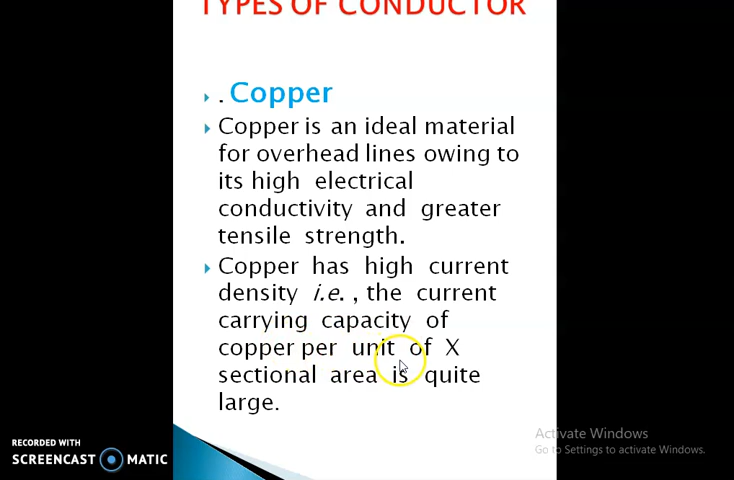 TYPES OF CONDUCTOR
. Copper
Copper is an ideal material
for overhead lines owing to
its high electrical
conductivity and greater
tensile strength.
Copper has high current
density i.e. , the current
carrying capacity of
copper per unit of X
sectional area is quite
large.
RECORDED WITH
SCREENCAST MATIC
Activate Windows
Go to Settings to activate Windows.